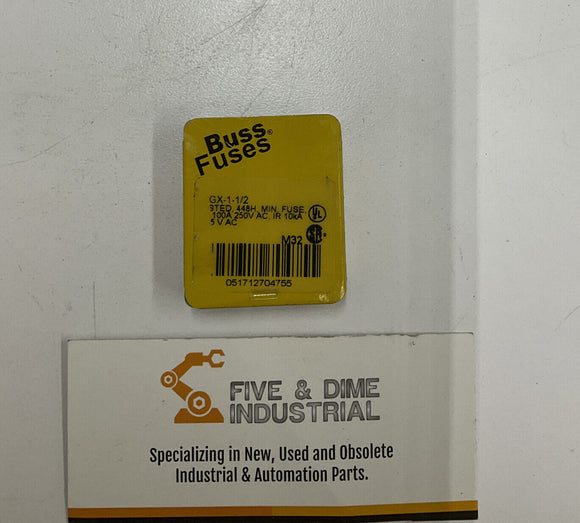 Buss®
Fuses
GX-1-1/2
STED, 448H, MIN. FUSE
100A 250V AC. IR 10kA
5 V AC
UL
M32
051712704755
FIVE & DIME
INDUSTRIAL
Specializing in New, Used and Obsolete
Industrial & Automation Parts.